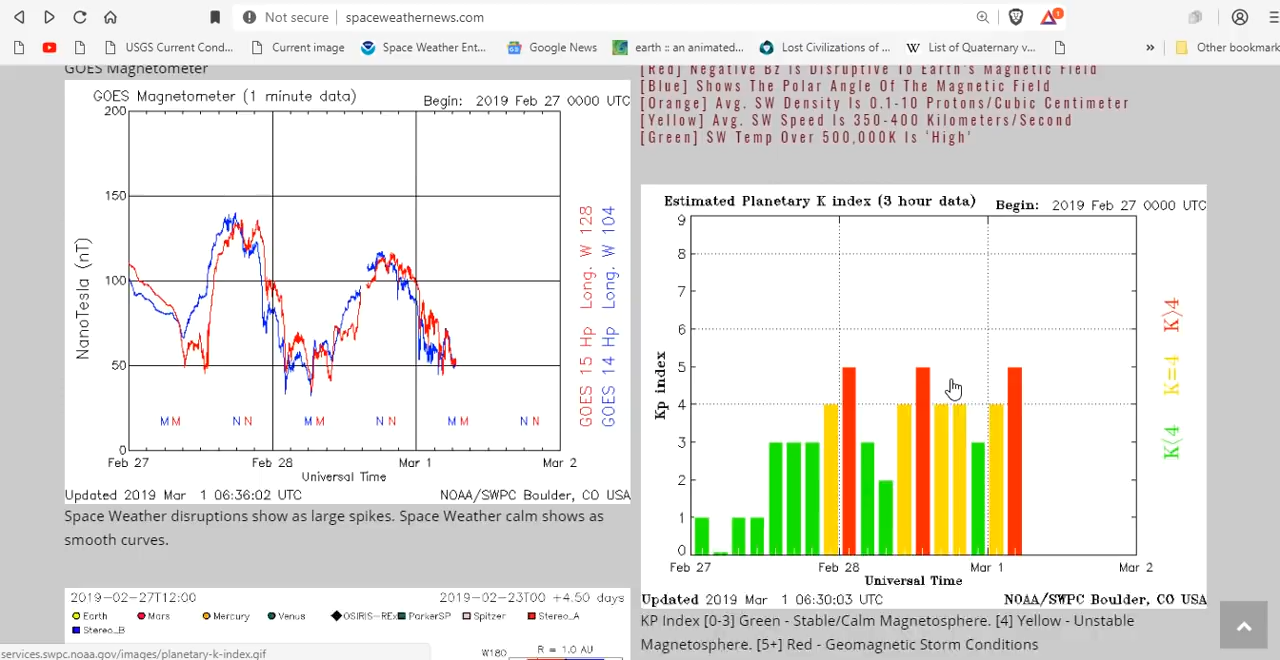 Not secure | spaceweathernews.com
USGS Current Cond... Current image Space Weather Ent... Google News earth :: an animated... Lost Civilizations of ... List of Quaternary v... » Other bookmark
GOES Magnetometer
GOES Magnetometer (1 minute data) Begin: 2019 Feb 27 0000 UTC
200
150
100
50
0
NanoTesla (nT)
M M N N M M N N M M N N
Feb 27 Feb 28 Mar 1 Mar 2
Universal Time
GOES 15 Hp Long. W 128
GOES 14 Hp Long. W 104
Updated 2019 Mar 1 06:36:02 UTC NOAA/SWPC Boulder, CO USA
Space Weather disruptions show as large spikes. Space Weather calm shows as
smooth curves.
2019-02-27T12:00 2019-02-23T00 +4.50 days
Earth Mars Mercury Venus OSIRIS-REx ParkerSP Spitzer Stereo_A
Stereo_B
W180 R = 1.0 AU
services.swpc.noaa.gov/images/planetary-k-index.gif
[Red] Negative Bz Is Disruptive To Earth's Magnetic Field
[Blue] Shows The Polar Angle Of The Magnetic Field
[Orange] Avg. SW Density Is 0.1-10 Protons/Cubic Centimeter
[Yellow] Avg. SW Speed Is 350-400 Kilometers/Second
[Green] SW Temp Over 500,000K Is 'High'
Estimated Planetary K index (3 hour data) Begin: 2019 Feb 27 0000 UTC
9
8
7
6
5
4
3
2
1
0
Kp index
K>4
K=4
K<4
Feb 27 Feb 28 Mar 1 Mar 2
Universal Time
Updated 2019 Mar 1 06:30:03 UTC NOAA/SWPC Boulder, CO USA
KP Index [0-3] Green - Stable/Calm Magnetosphere. [4] Yellow - Unstable
Magnetosphere. [5+] Red - Geomagnetic Storm Conditions